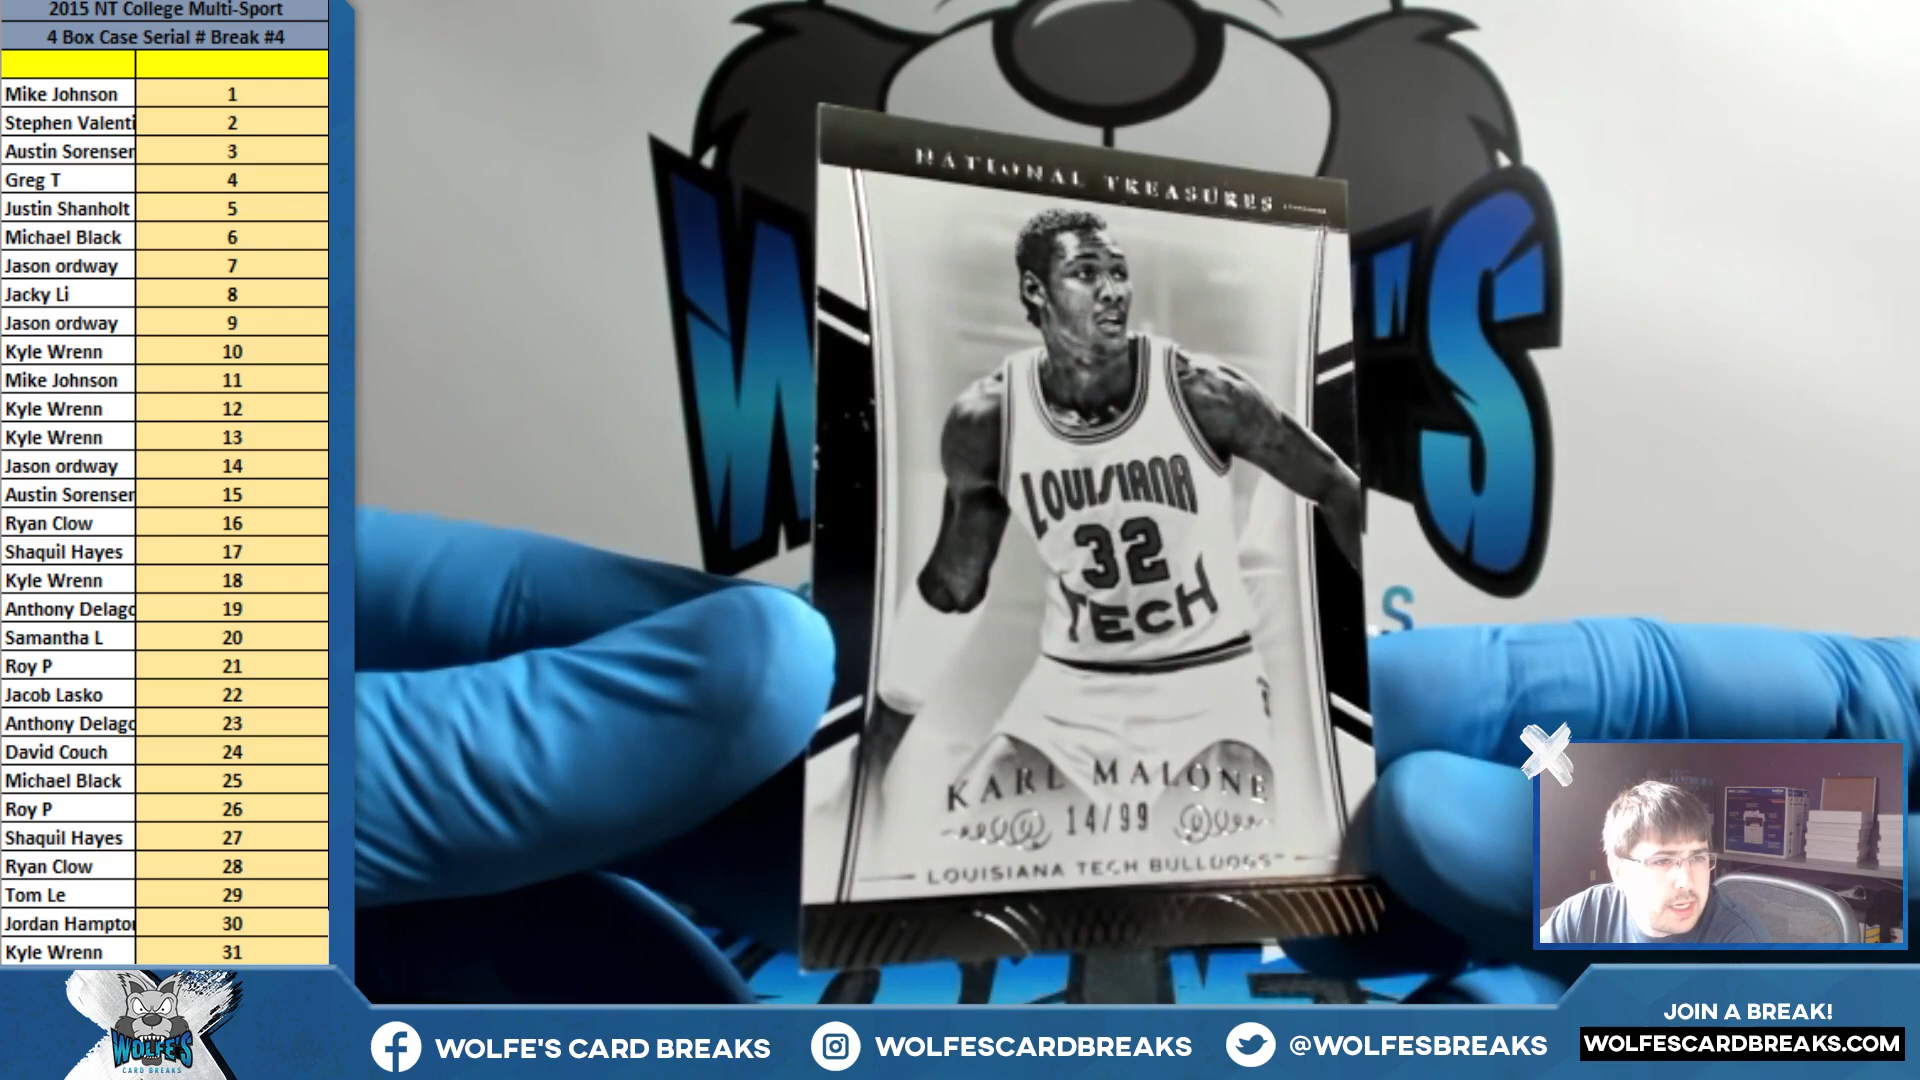 2015 NT College Multi-Sport
4 Box Case Serial # Break #4
Mike Johnson 1
Stephen Valenti 2
Austin Sorensen 3
Greg T 4
Justin Shanholt 5
Michael Black 6
Jason ordway 7
Jacky Li 8
Jason ordway 9
Kyle Wrenn 10
Mike Johnson 11
Kyle Wrenn 12
Kyle Wrenn 13
Jason ordway 14
Austin Sorensen 15
Ryan Clow 16
Shaquil Hayes 17
Kyle Wrenn 18
Anthony Delago 19
Samantha L 20
Roy P 21
Jacob Lasko 22
Anthony Delago 23
David Couch 24
Michael Black 25
Roy P 26
Shaquil Hayes 27
Ryan Clow 28
Tom Le 29
Jordan Hampton 30
Kyle Wrenn 31
NATIONAL TREASURES
LOUISIANA
32
TECH
KARL MALONE
14/99
LOUISIANA TECH BULLDOGS
WOLFE'S
CARD BREAKS
WOLFE'S CARD BREAKS
WOLFESCARDBREAKS
@WOLFESBREAKS
JOIN A BREAK!
WOLFESCARDBREAKS.COM